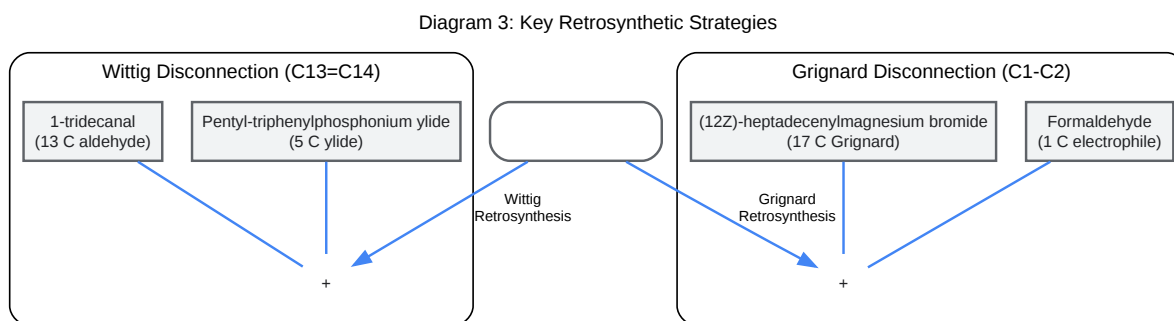 Diagram 3: Key Retrosynthetic Strategies
Wittig Disconnection (C13=C14)
1-tridecanal
(13 C aldehyde)
Pentyl-triphenylphosphonium ylide
(5 C ylide)
Wittig
Retrosynthesis
+
Grignard Disconnection (C1-C2)
(12Z)-heptadecenylmagnesium bromide
(17 C Grignard)
Formaldehyde
(1 C electrophile)
Grignard
Retrosynthesis
+